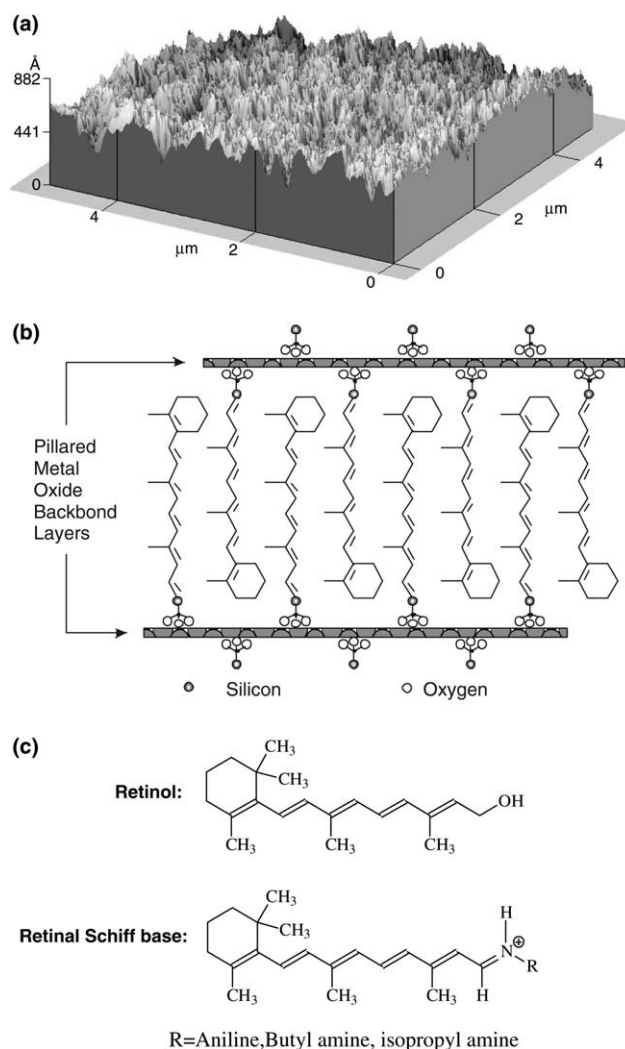 (a)
Å
882
441
0
4
μm
2
0
0
2
μm
4
(b)
Pillared
Metal
Oxide
Backbond
Layers
Silicon
Oxygen
(c)
Retinol:
CH3
CH3
CH3
CH3
CH3
OH
Retinal Schiff base:
CH3
CH3
CH3
CH3
CH3
H
N
⊕
R
H
R=Aniline,Butyl amine, isopropyl amine